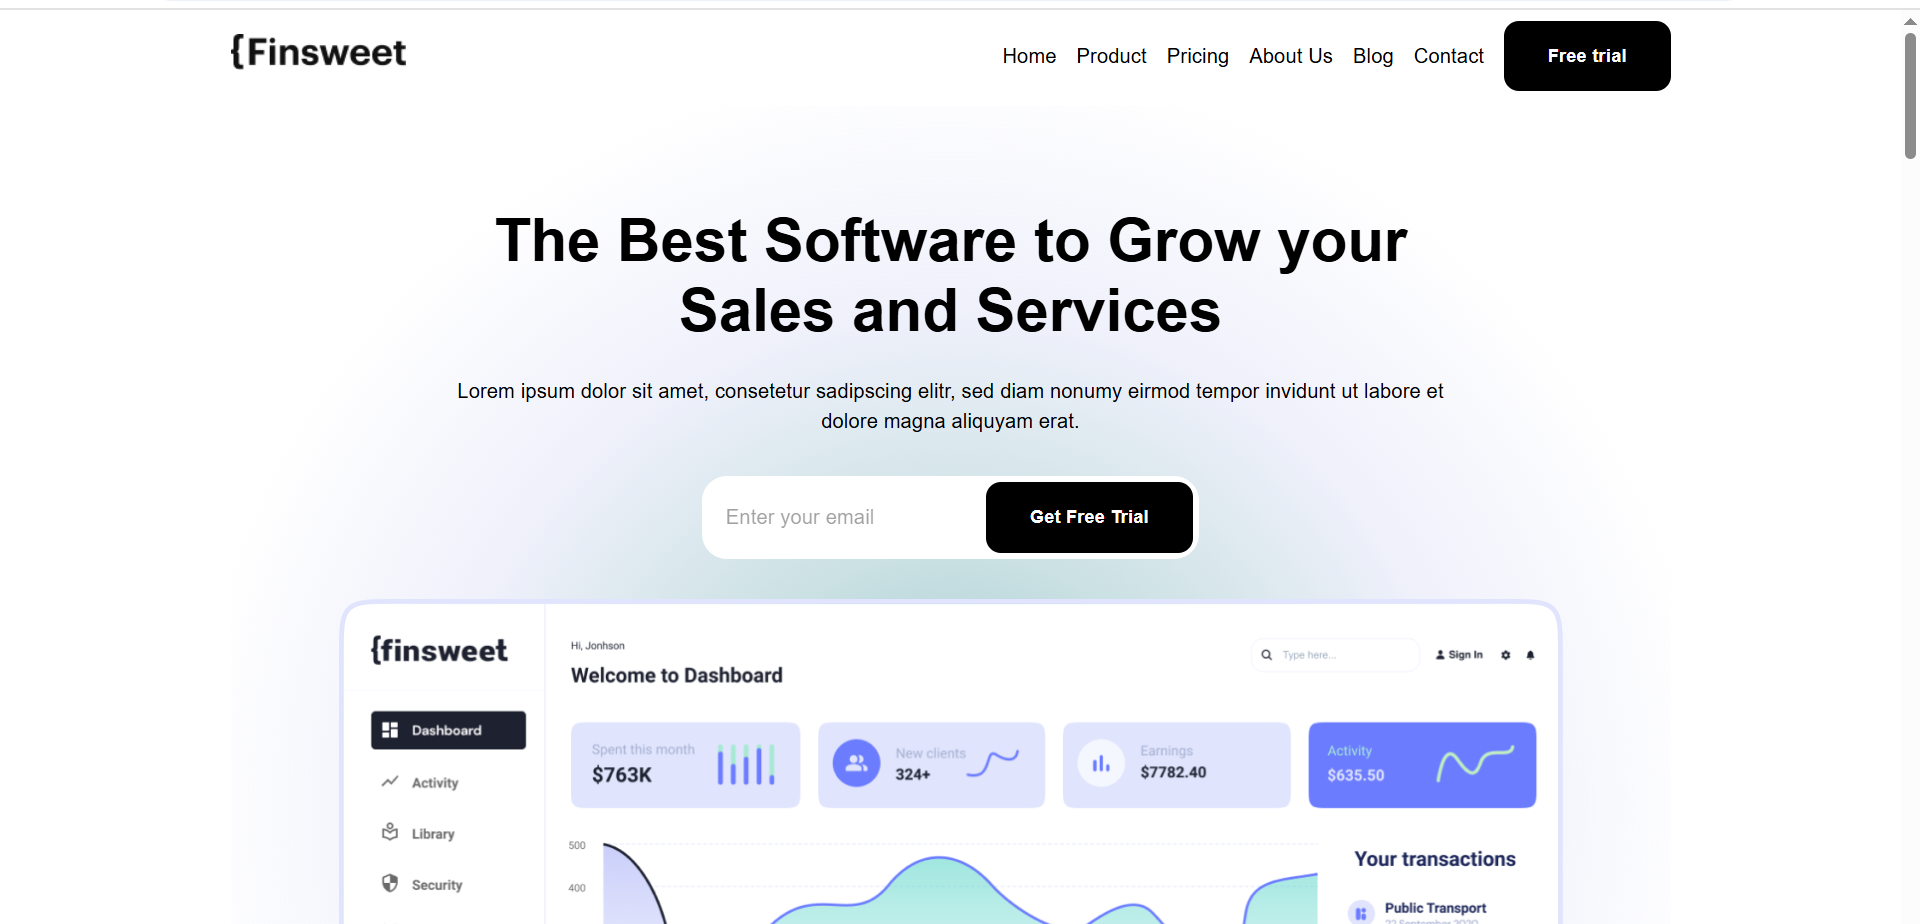 {Finsweet
Home Product Pricing About Us Blog Contact Free trial
The Best Software to Grow your
Sales and Services
Lorem ipsum dolor sit amet, consetetur sadipscing elitr, sed diam nonumy eirmod tempor invidunt ut labore et
dolore magna aliquyam erat.
Enter your email Get Free Trial
{finsweet
Dashboard
Activity
Library
Security
Hi, Jonhson
Welcome to Dashboard
Type here...
Sign In
Spent this month
$763K
New clients
324+
Earnings
$7782.40
Activity
$635.50
500
400
Your transactions
Public Transport
22 September 2020